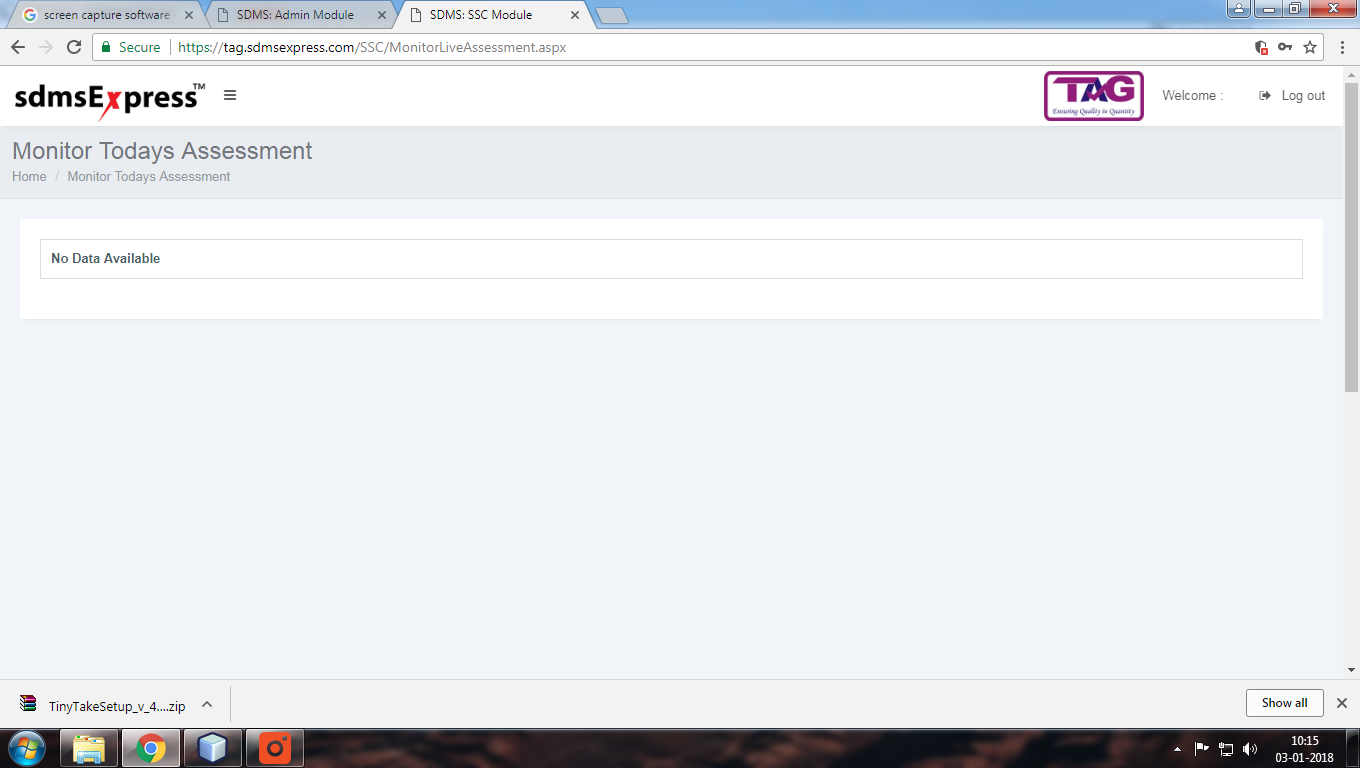 screen capture software
SDMS: Admin Module
SDMS: SSC Module
Secure
https://tag.sdmsexpress.com/SSC/MonitorLiveAssessment.aspx
sdmsExpress™
TAG
Ensuring Quality in Quantity
Welcome :
Log out
Monitor Todays Assessment
Home / Monitor Todays Assessment
No Data Available
TinyTakeSetup_v_4....zip
Show all
10:15
03-01-2018